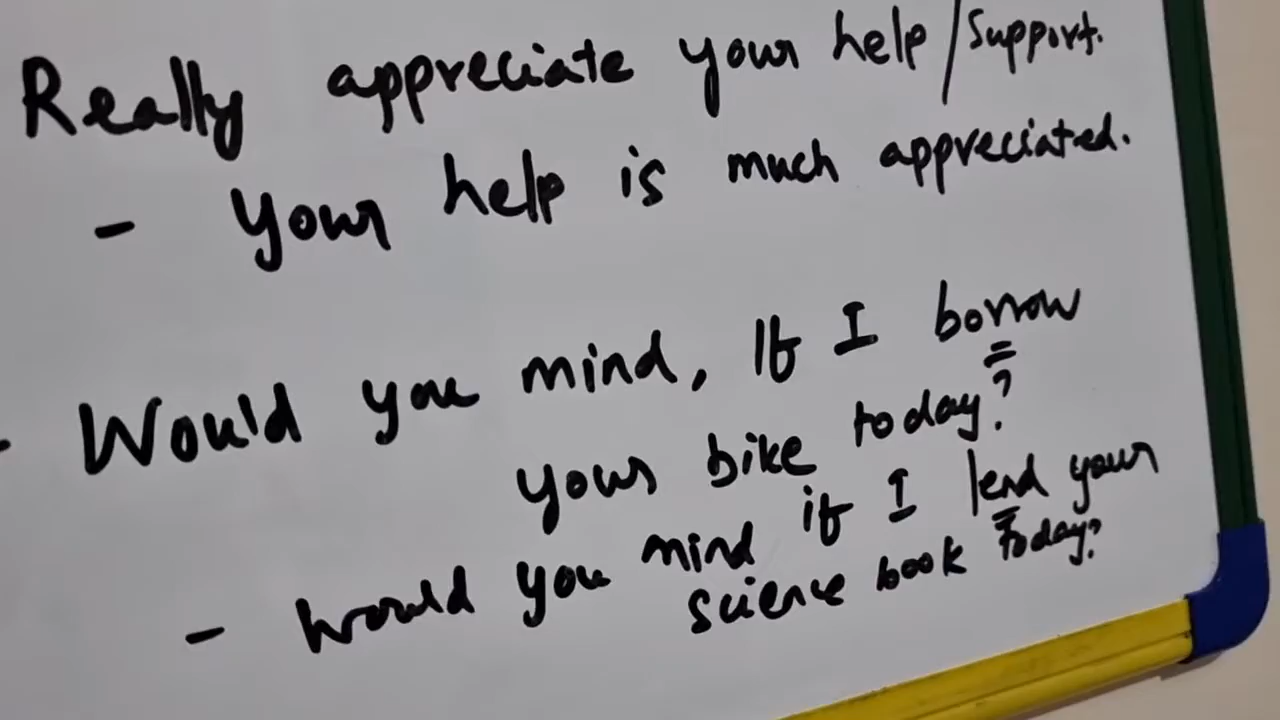 Really appreciate your help/support.
- Your help is much appreciated.
- Would you mind, If I borrow
your bike today?
- Would you mind if I lend your
science book today?